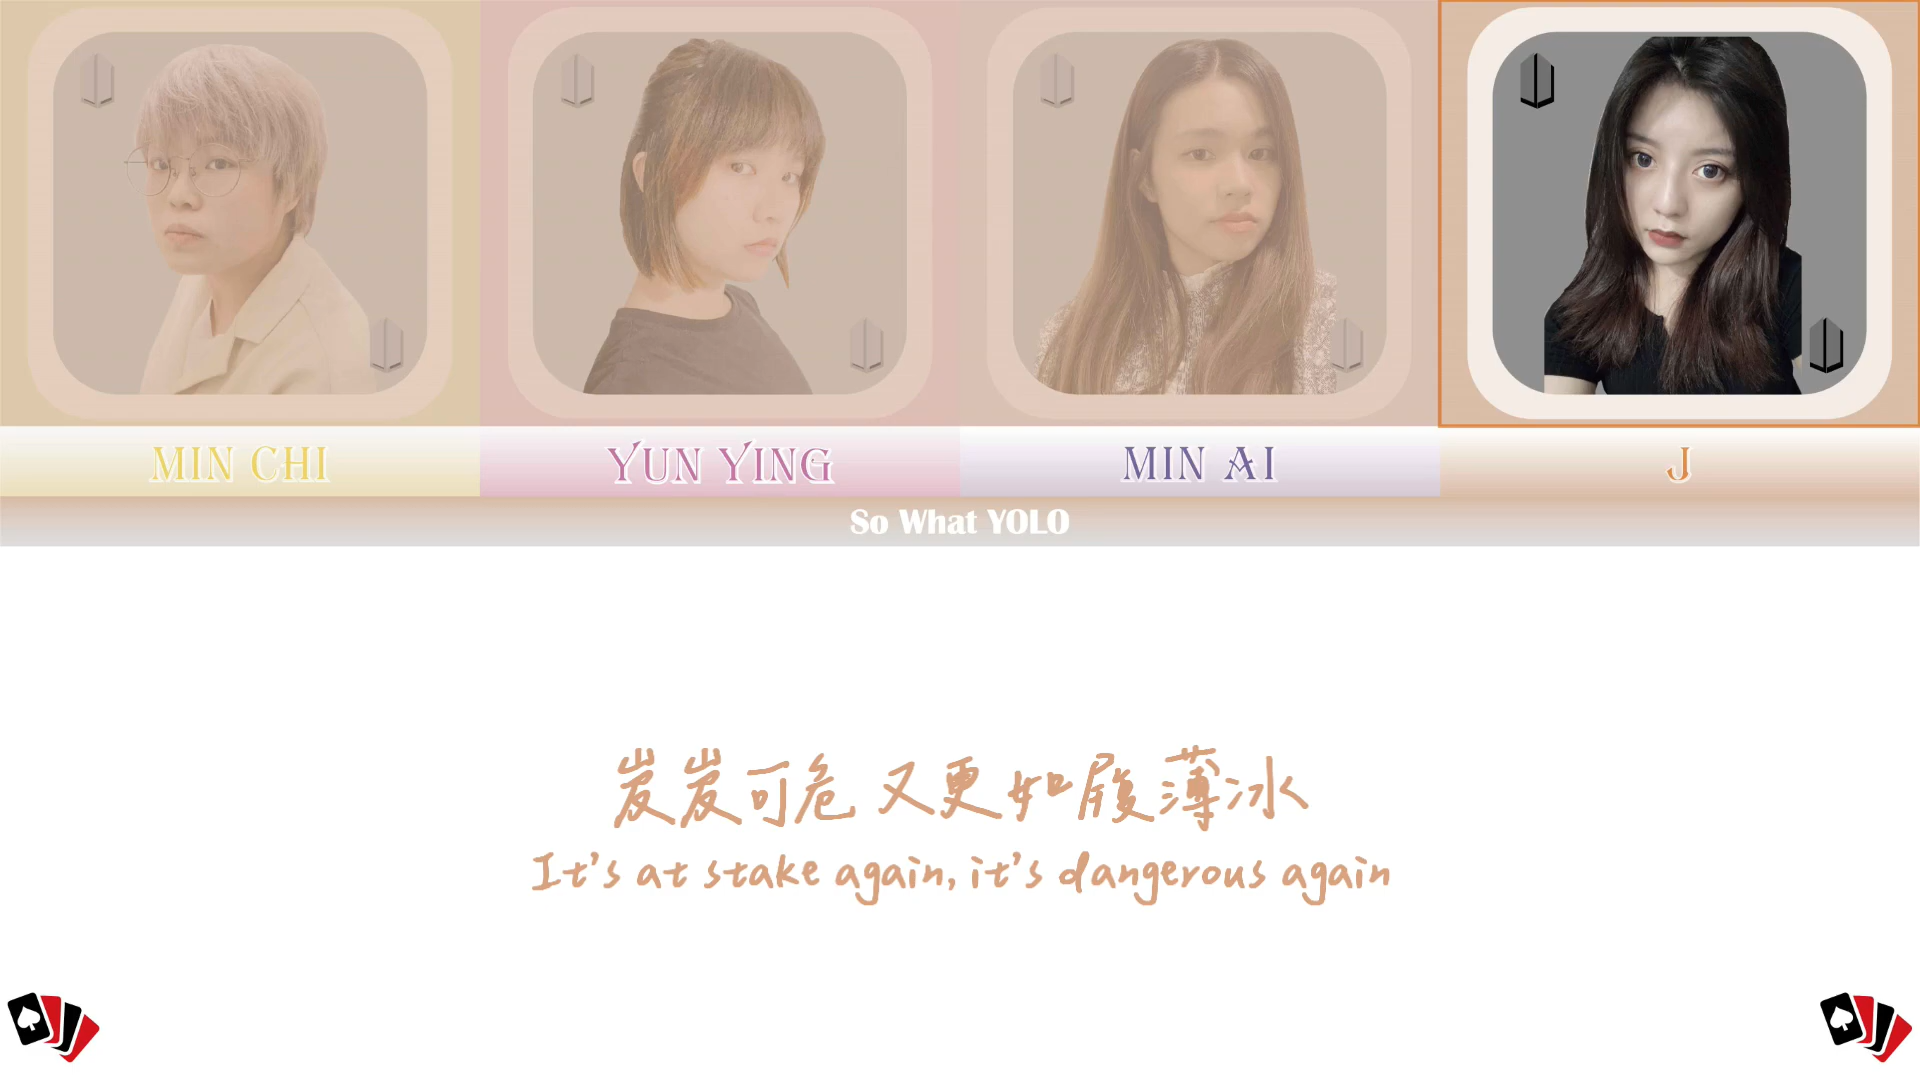 MIN CHI
YUN YING
MIN AI
J
So What YOLO
岌岌可危 又更如履薄冰
It's at stake again, it's dangerous again